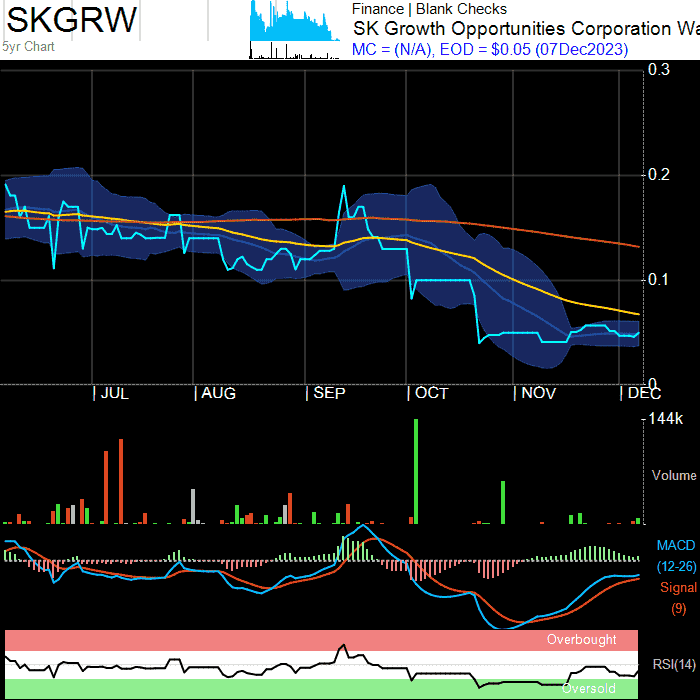 SKGRW
5yr Chart
Finance | Blank Checks
SK Growth Opportunities Corporation Wa
MC = (N/A), EOD = $0.05 (07Dec2023)
0.3
0.2
0.1
0
JUL AUG SEP OCT NOV DEC
144k
Volume
MACD
(12-26)
Signal
(9)
Overbought
RSI(14)
Oversold